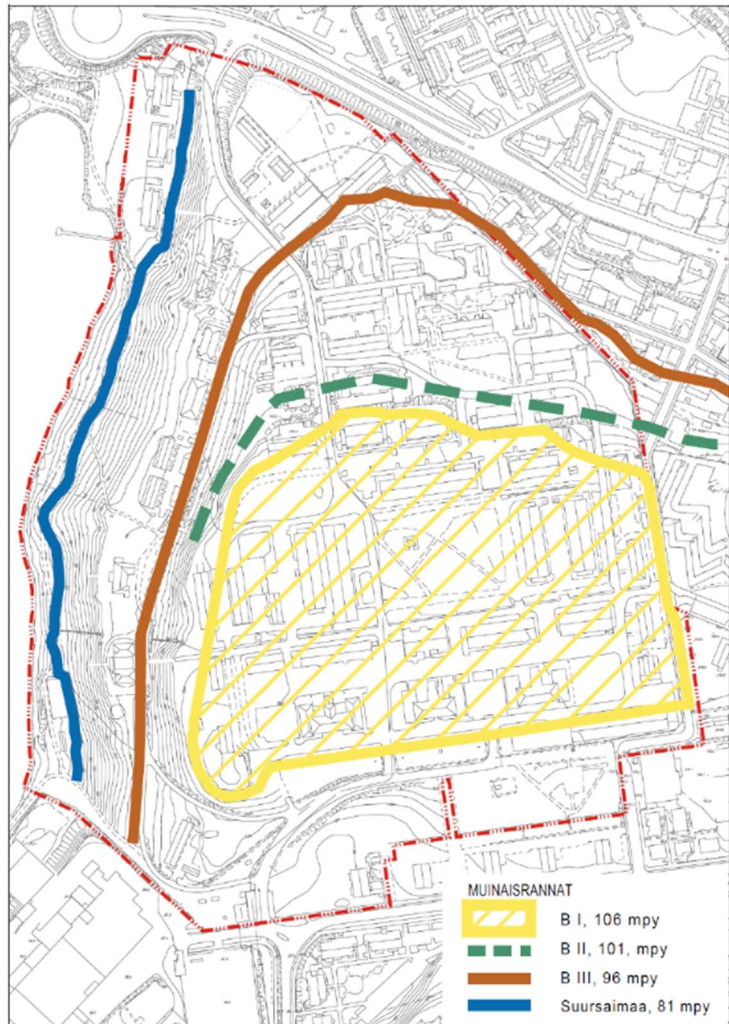 MUINAISRANNAT
B I, 106 mpy
B II, 101, mpy
B III, 96 mpy
Suursaimaa, 81 mpy